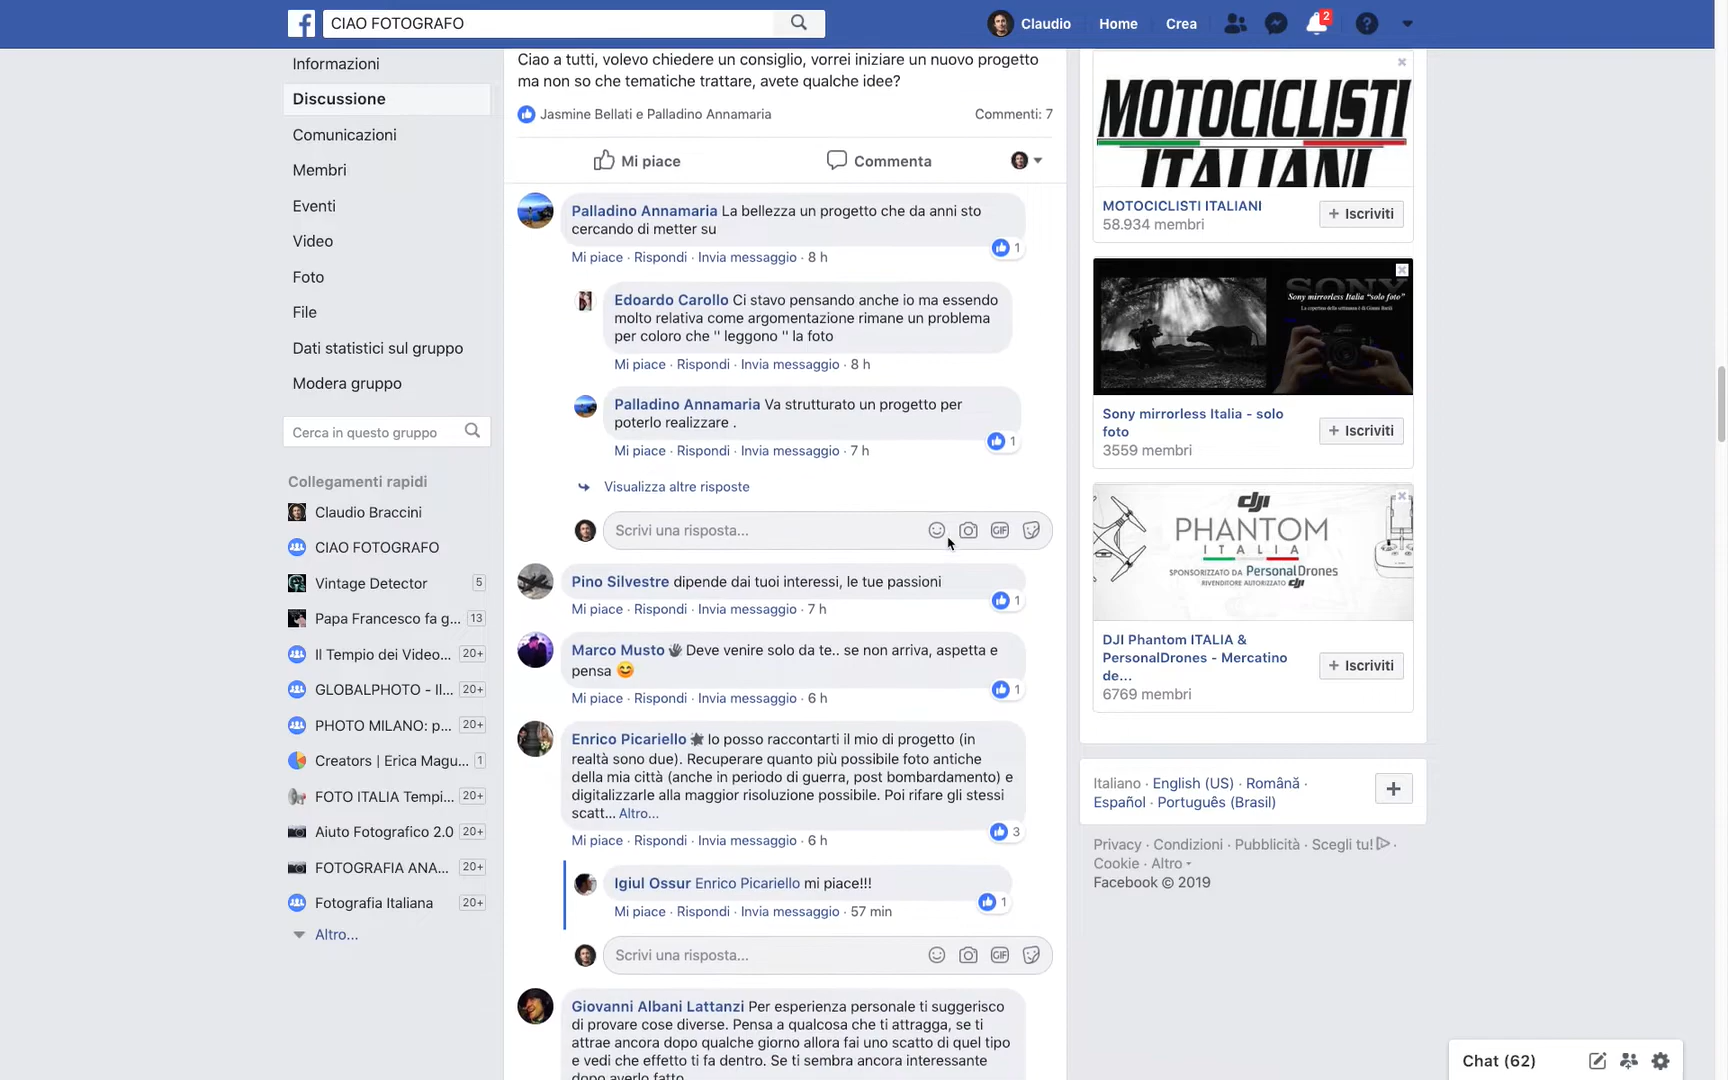 CIAO FOTOGRAFO
Claudio
Home
Crea
2
Informazioni
Discussione
Comunicazioni
Membri
Eventi
Video
Foto
File
Dati statistici sul gruppo
Modera gruppo
Cerca in questo gruppo
Collegamenti rapidi
Claudio Braccini
CIAO FOTOGRAFO
Vintage Detector 5
Papa Francesco fa g... 13
Il Tempio dei Video... 20+
GLOBALPHOTO - Il... 20+
PHOTO MILANO: p... 20+
Creators | Erica Magu... 1
FOTO ITALIA Tempi... 20+
Aiuto Fotografico 2.0 20+
FOTOGRAFIA ANA... 20+
Fotografia Italiana 20+
Altro...
Ciao a tutti, volevo chiedere un consiglio, vorrei iniziare un nuovo progetto
ma non so che tematiche trattare, avete qualche idee?
Jasmine Bellati e Palladino Annamaria
Commenti: 7
Mi piace
Commenta
Palladino Annamaria La bellezza un progetto che da anni sto
cercando di metter su
1
Mi piace · Rispondi · Invia messaggio · 8 h
Edoardo Carollo Ci stavo pensando anche io ma essendo
molto relativa come argomentazione rimane un problema
per coloro che '' leggono '' la foto
Mi piace · Rispondi · Invia messaggio · 8 h
Palladino Annamaria Va strutturato un progetto per
poterlo realizzare .
1
Mi piace · Rispondi · Invia messaggio · 7 h
Visualizza altre risposte
Scrivi una risposta...
GIF
Pino Silvestre dipende dai tuoi interessi, le tue passioni
1
Mi piace · Rispondi · Invia messaggio · 7 h
Marco Musto Deve venire solo da te.. se non arriva, aspetta e
pensa 😊
1
Mi piace · Rispondi · Invia messaggio · 6 h
Enrico Picariello Io posso raccontarti il mio di progetto (in
realtà sono due). Recuperare quanto più possibile foto antiche
della mia città (anche in periodo di guerra, post bombardamento) e
digitalizzarle alla maggior risoluzione possibile. Poi rifare gli stessi
scatt... Altro...
3
Mi piace · Rispondi · Invia messaggio · 6 h
Igiul Ossur Enrico Picariello mi piace!!!
1
Mi piace · Rispondi · Invia messaggio · 57 min
Scrivi una risposta...
GIF
Giovanni Albani Lattanzi Per esperienza personale ti suggerisco
di provare cose diverse. Pensa a qualcosa che ti attragga, se ti
attrae ancora dopo qualche giorno allora fai uno scatto di quel tipo
e vedi che effetto ti fa dentro. Se ti sembra ancora interessante
dopo averlo fatto
MOTOCICLISTI
ITALIANI
MOTOCICLISTI ITALIANI
58.934 membri
+ Iscriviti
SONY
Sony mirrorless Italia "solo foto"
La copertina della settimana è di Gianni Bacili
Sony mirrorless Italia - solo
foto
3559 membri
+ Iscriviti
dji
PHANTOM
ITALIA
SPONSORIZZATO DA PersonalDrones
RIVENDITORE AUTORIZZATO dji
DJI Phantom ITALIA &
PersonalDrones - Mercatino
de...
6769 membri
+ Iscriviti
Italiano · English (US) · Română ·
Español · Português (Brasil)
Privacy · Condizioni · Pubblicità · Scegli tu! ·
Cookie · Altro
Facebook © 2019
Chat (62)